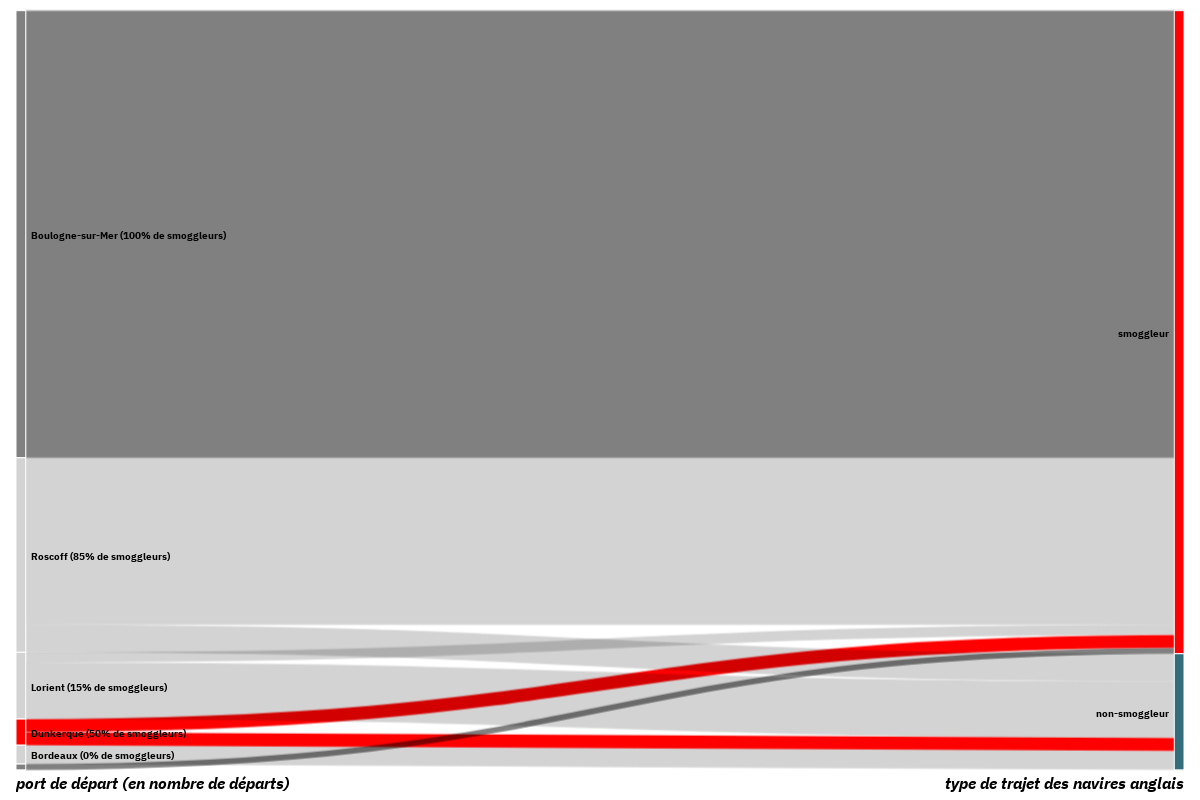 Boulogne-sur-Mer (100% de smoggleurs)
smoggleur
Roscoff (85% de smoggleurs)
Lorient (15% de smoggleurs)
non-smoggleur
Dunkerque (50% de smoggleurs)
Bordeaux (0% de smoggleurs)
port de départ (en nombre de départs)
type de trajet des navires anglais